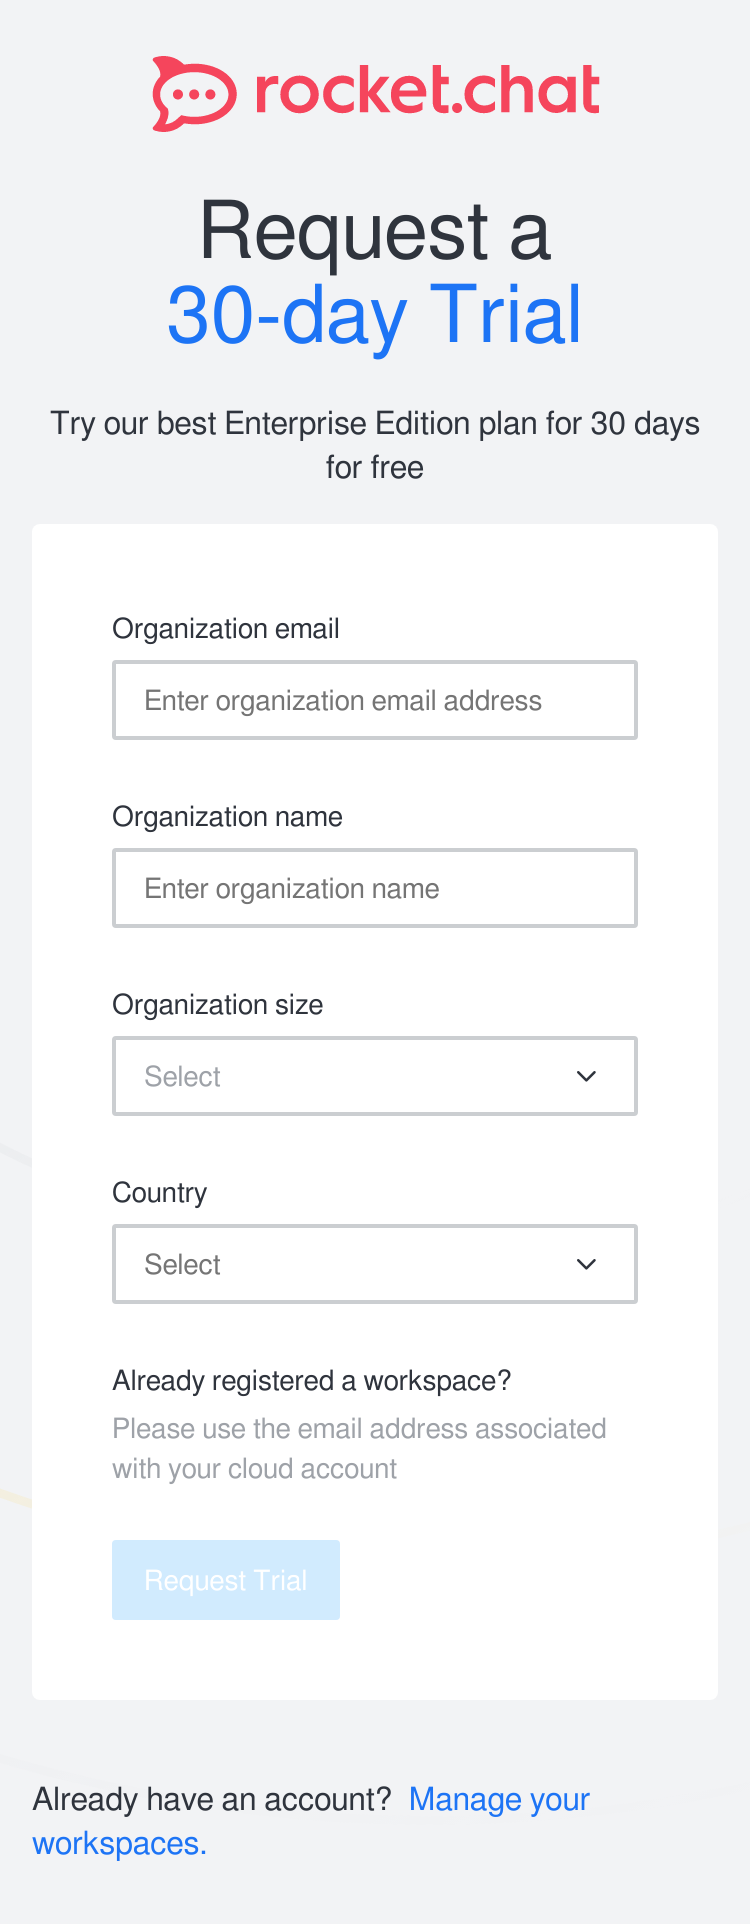 rocket.chat
Request a
30-day Trial
Try our best Enterprise Edition plan for 30 days
for free
Organization email
Enter organization email address
Organization name
Enter organization name
Organization size
Select
Country
Select
Already registered a workspace?
Please use the email address associated
with your cloud account
Request Trial
Already have an account? Manage your
workspaces.